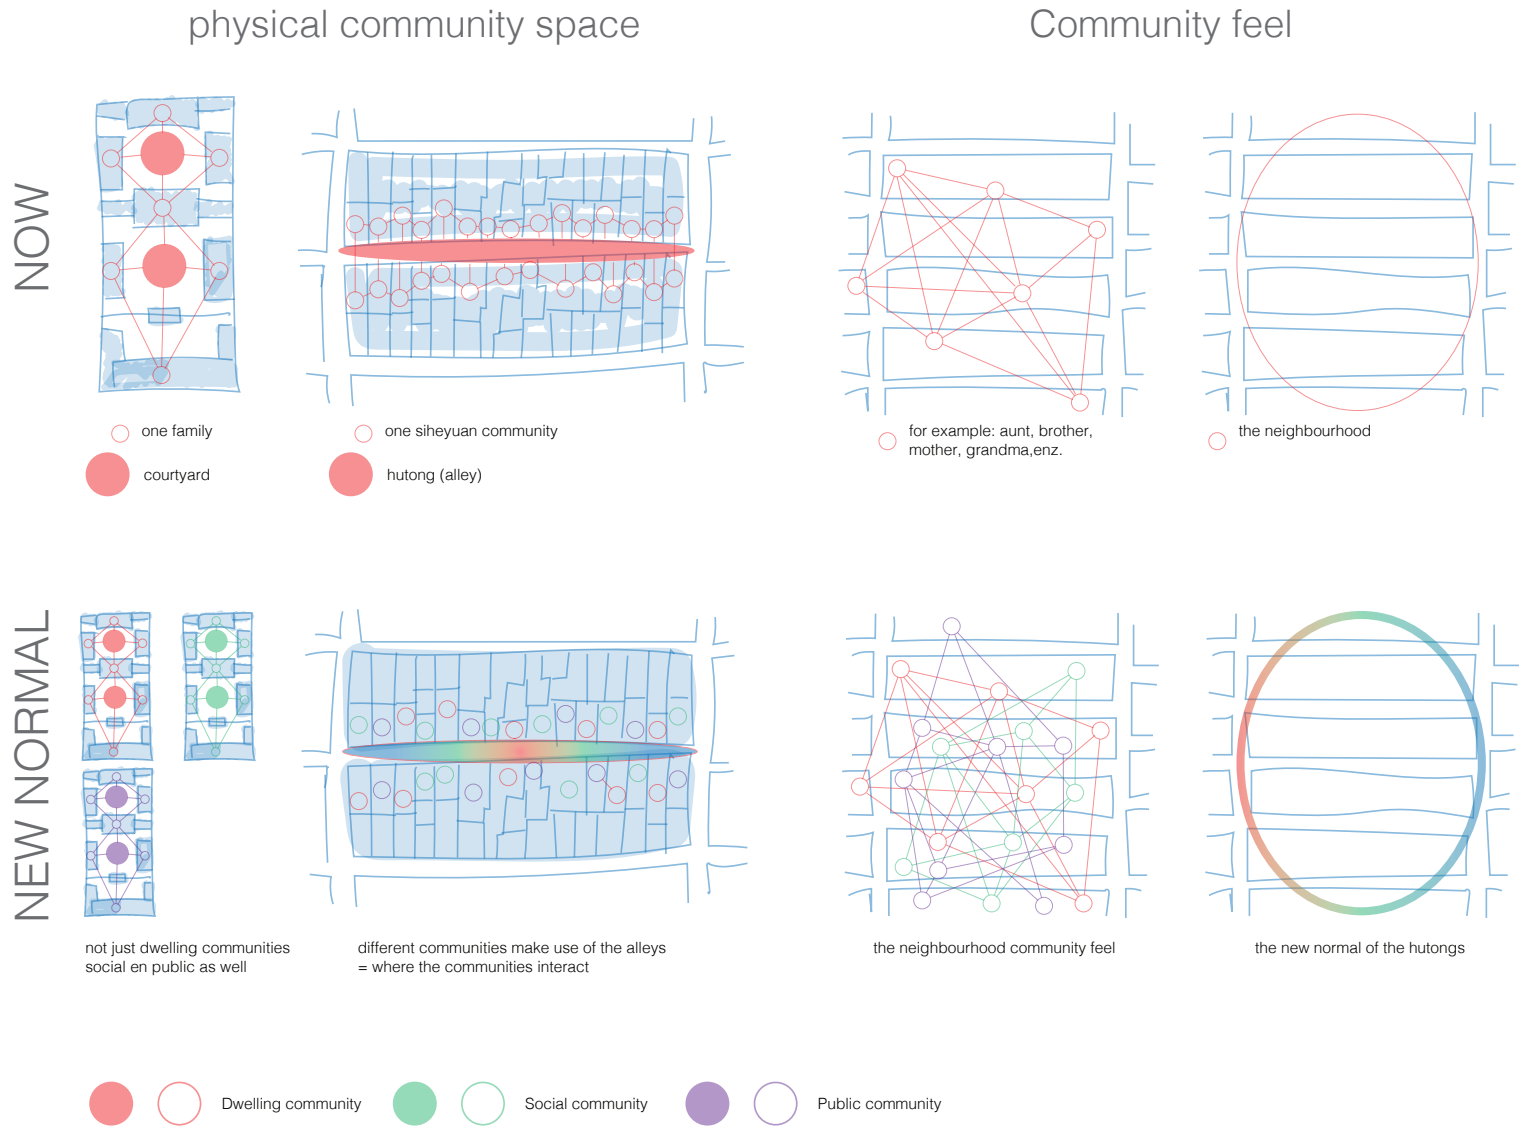 physical community space
Community feel
NOW
one family
courtyard
one siheyuan community
hutong (alley)
for example: aunt, brother,
mother, grandma,enz.
the neighbourhood
NEW NORMAL
not just dwelling communities
social en public as well
different communities make use of the alleys
= where the communities interact
the neighbourhood community feel
the new normal of the hutongs
Dwelling community
Social community
Public community